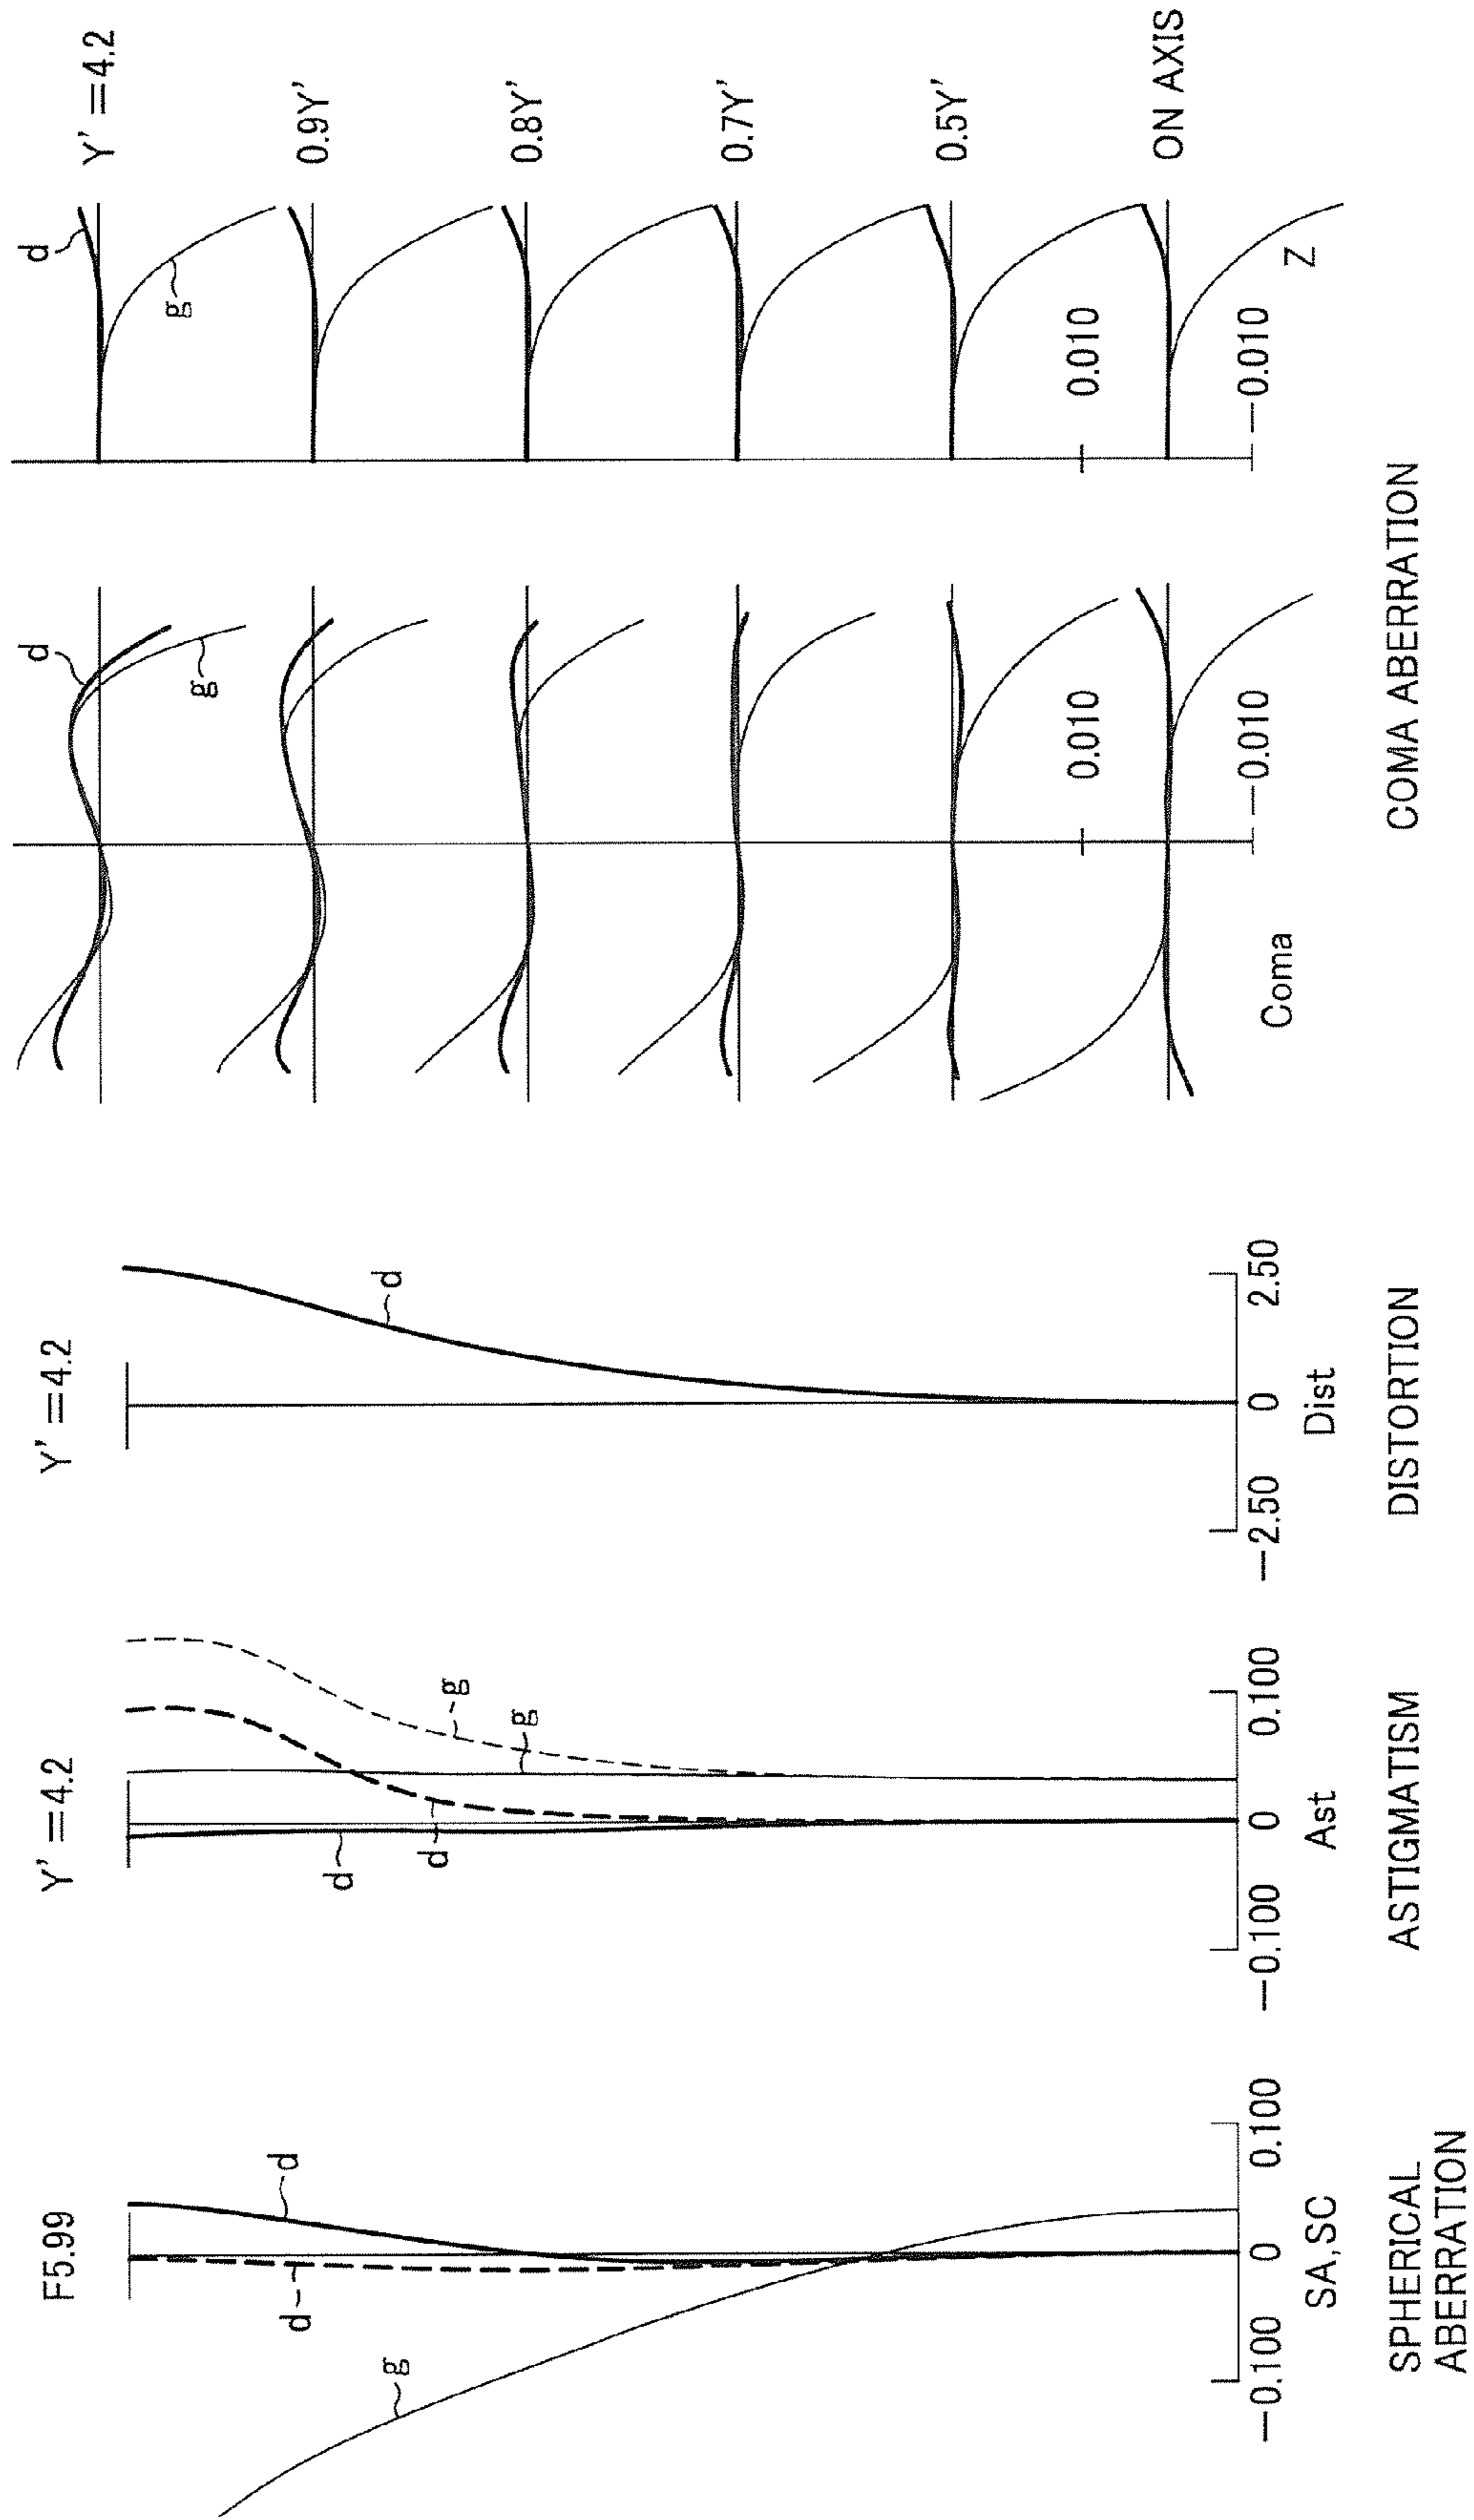 F5.99
d
d
g
−0.100
0
0.100
SA,SC
SPHERICAL
ABERRATION
Y' =4.2
g
g
d
d
−0.100
0
0.100
Ast
ASTIGMATISM
Y' =4.2
d
−2.50
0
2.50
Dist
DISTORTION
d
g
d
g
Y' =4.2
0.9Y'
0.8Y'
0.7Y'
0.5Y'
0.010
0.010
ON AXIS
−0.010
−0.010
Coma
Z
COMA ABERRATION